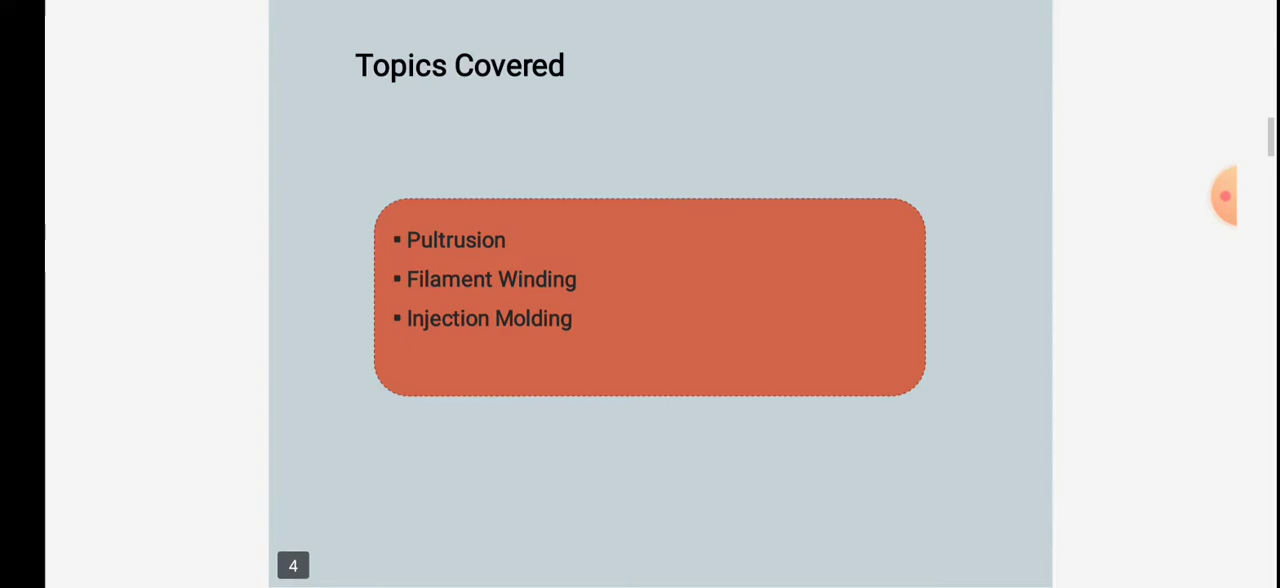 Topics Covered
▪ Pultrusion
▪ Filament Winding
▪ Injection Molding
4